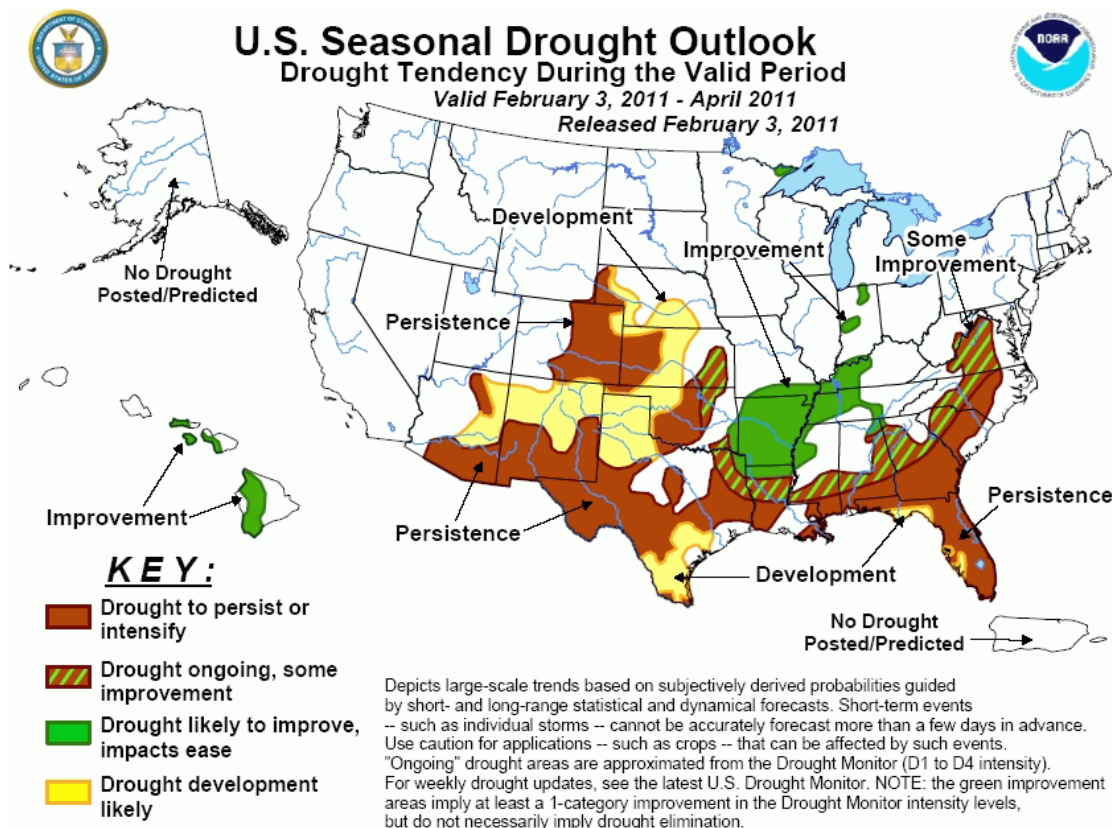 U.S. Seasonal Drought Outlook
Drought Tendency During the Valid Period
Valid February 3, 2011 - April 2011
Released February 3, 2011
DEPARTMENT OF COMMERCE
UNITED STATES OF AMERICA
NOAA
No Drought
Posted/Predicted
Development
Improvement
Some
Improvement
Persistence
Improvement
Persistence
Persistence
Development
No Drought
Posted/Predicted
KEY:
Drought to persist or
intensify
Drought ongoing, some
improvement
Drought likely to improve,
impacts ease
Drought development
likely
Depicts large-scale trends based on subjectively derived probabilities guided
by short- and long-range statistical and dynamical forecasts. Short-term events
-- such as individual storms -- cannot be accurately forecast more than a few days in advance.
Use caution for applications -- such as crops -- that can be affected by such events.
"Ongoing" drought areas are approximated from the Drought Monitor (D1 to D4 intensity).
For weekly drought updates, see the latest U.S. Drought Monitor. NOTE: the green improvement
areas imply at least a 1-category improvement in the Drought Monitor intensity levels,
but do not necessarily imply drought elimination.